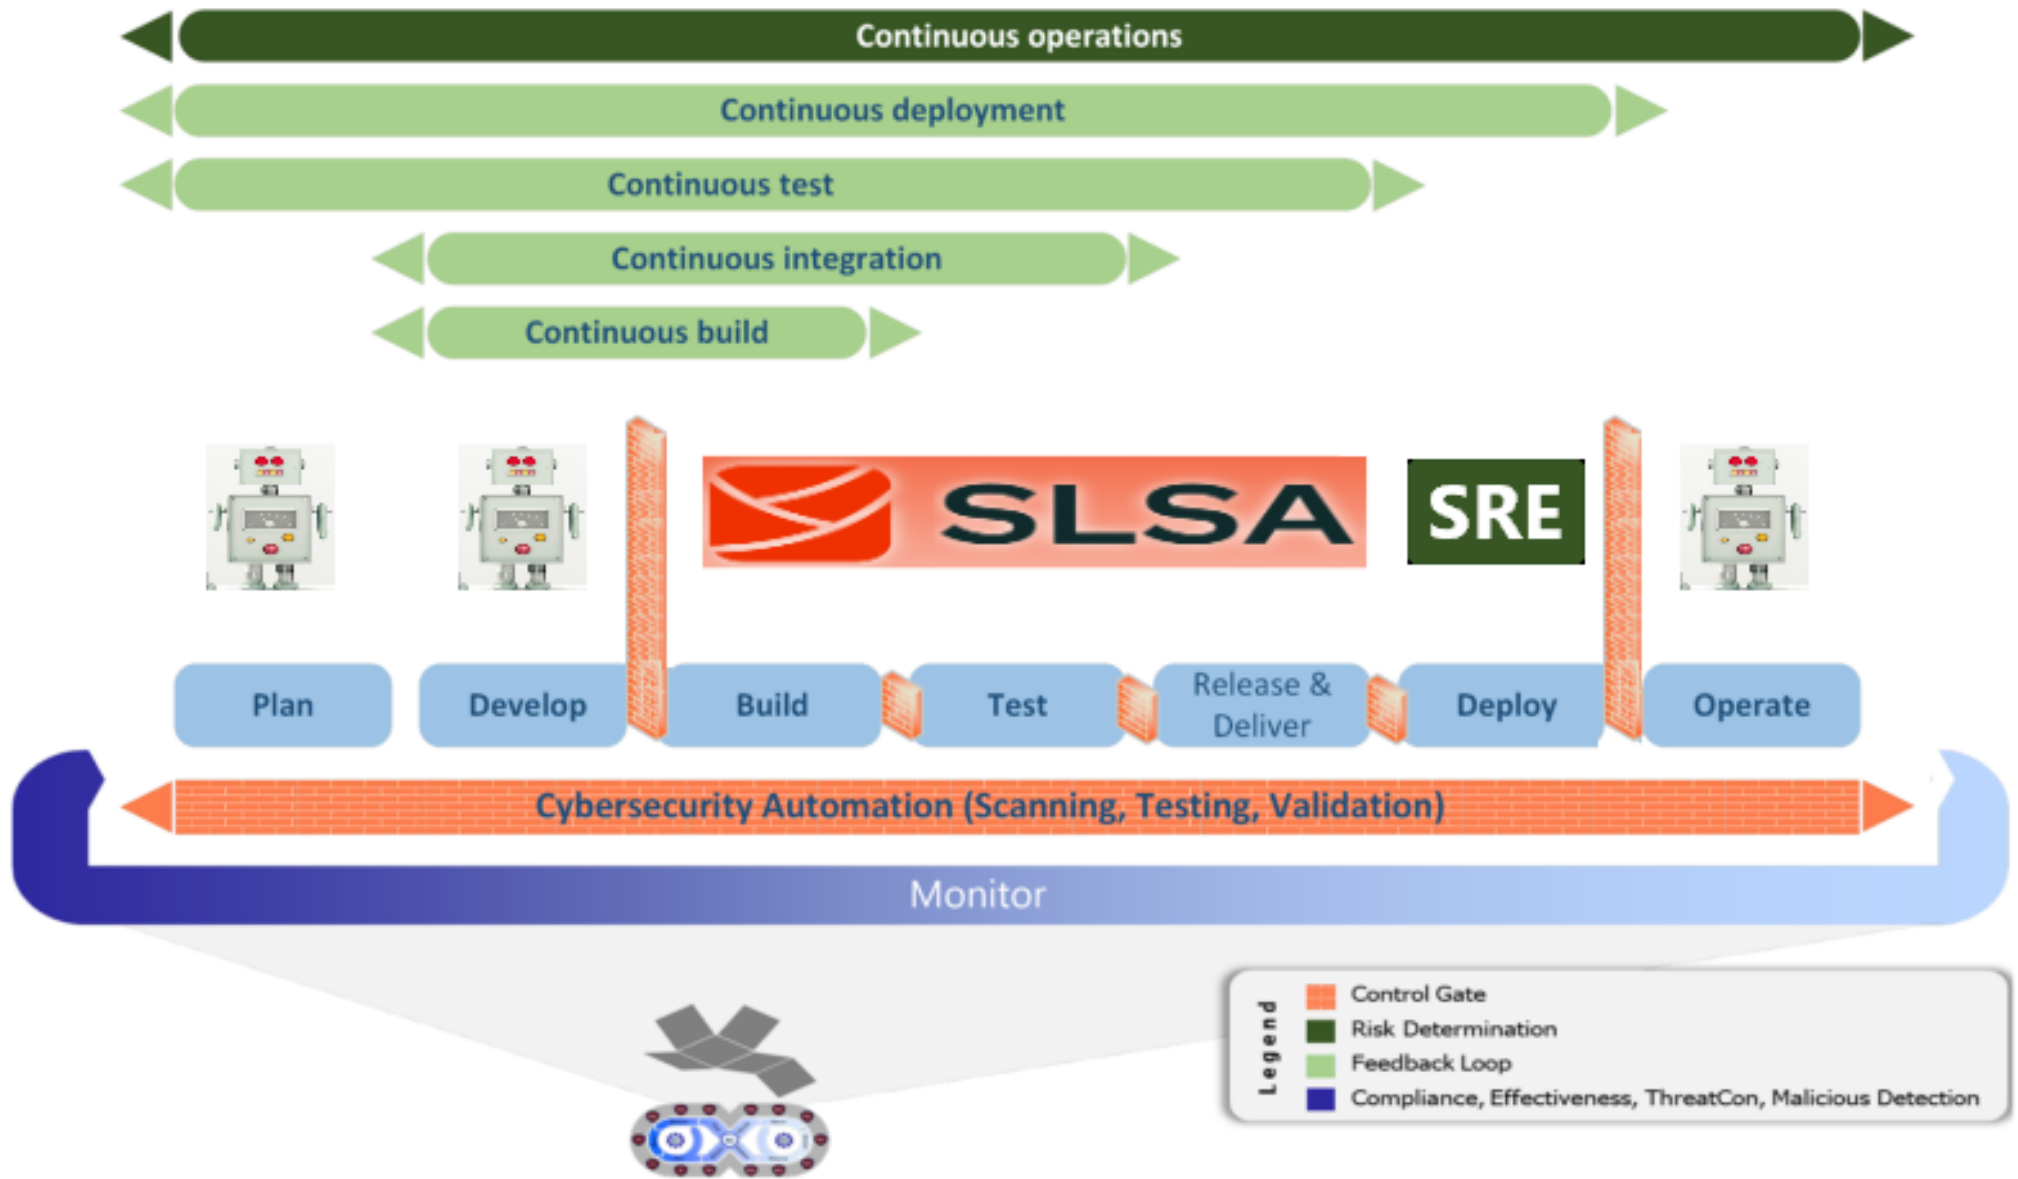 Continuous operations
Continuous deployment
Continuous test
Continuous integration
Continuous build
SLSA
SRE
Plan
Develop
Build
Test
Release &
Deliver
Deploy
Operate
Cybersecurity Automation (Scanning, Testing, Validation)
Monitor
Legend
Control Gate
Risk Determination
Feedback Loop
Compliance, Effectiveness, ThreatCon, Malicious Detection